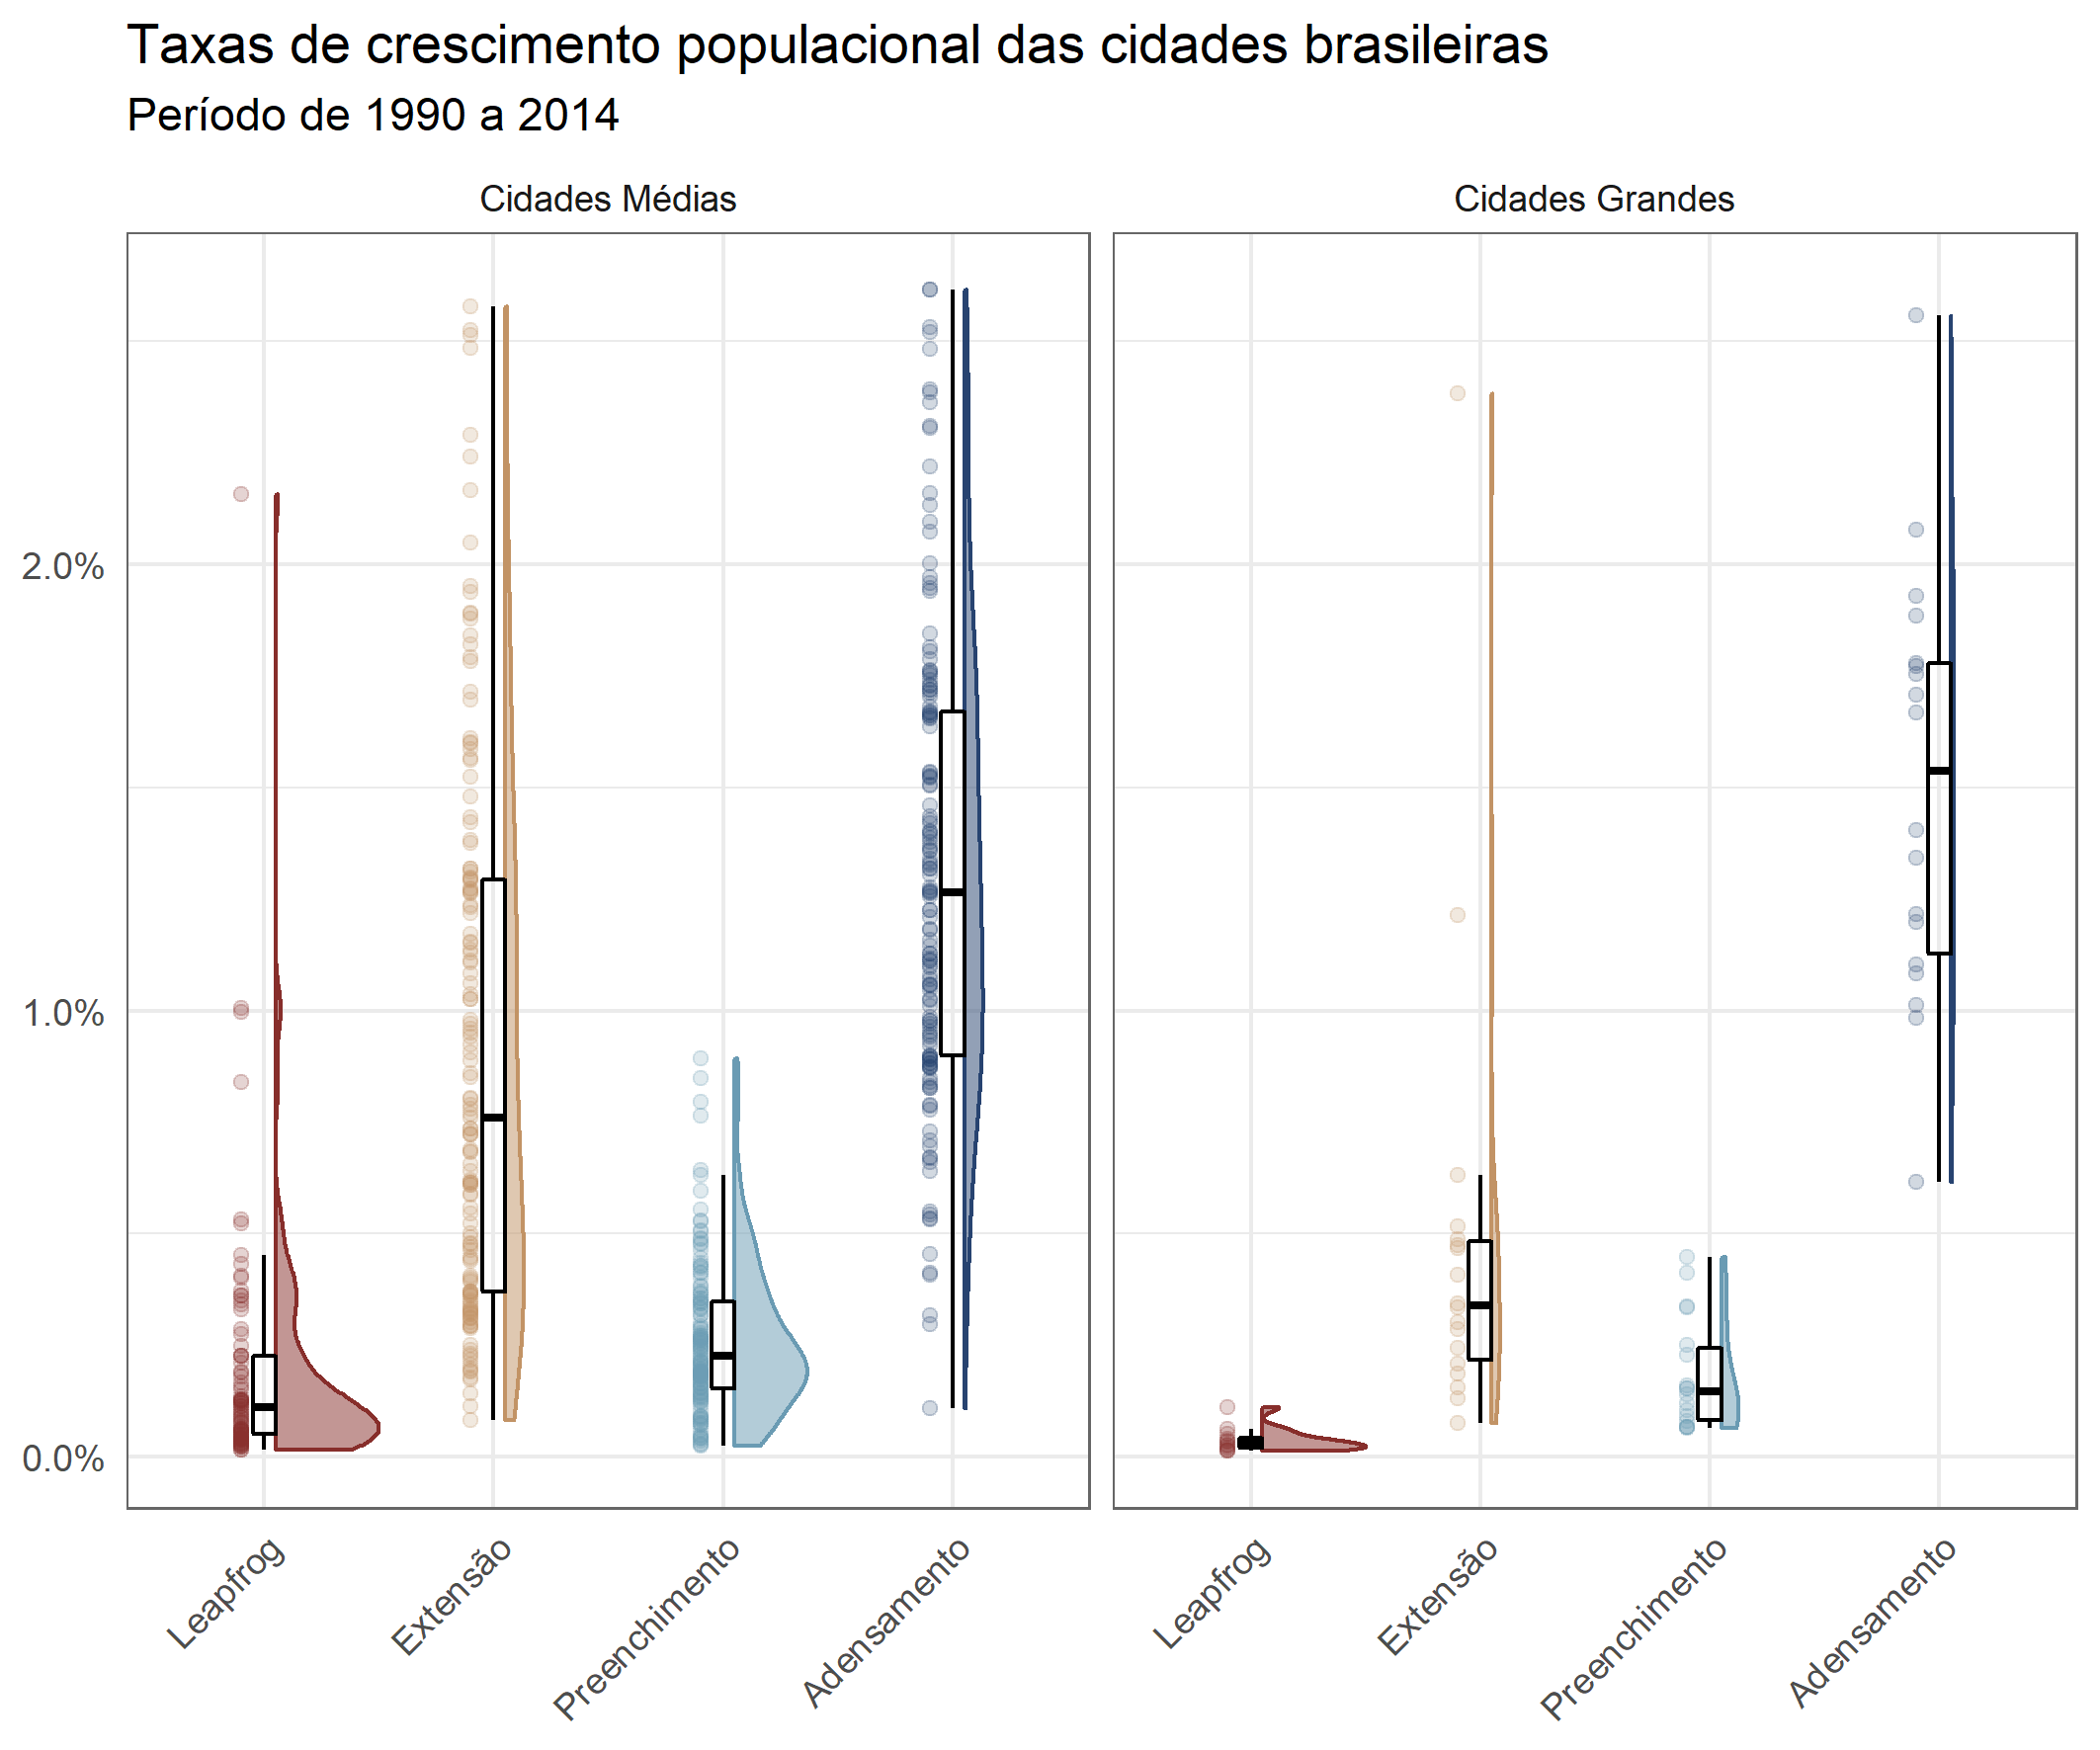 Taxas de crescimento populacional das cidades brasileiras
Período de 1990 a 2014
Cidades Médias
Cidades Grandes
2.0%
1.0%
0.0%
Leapfrog
Extensão
Preenchimento
Adensamento
Leapfrog
Extensão
Preenchimento
Adensamento